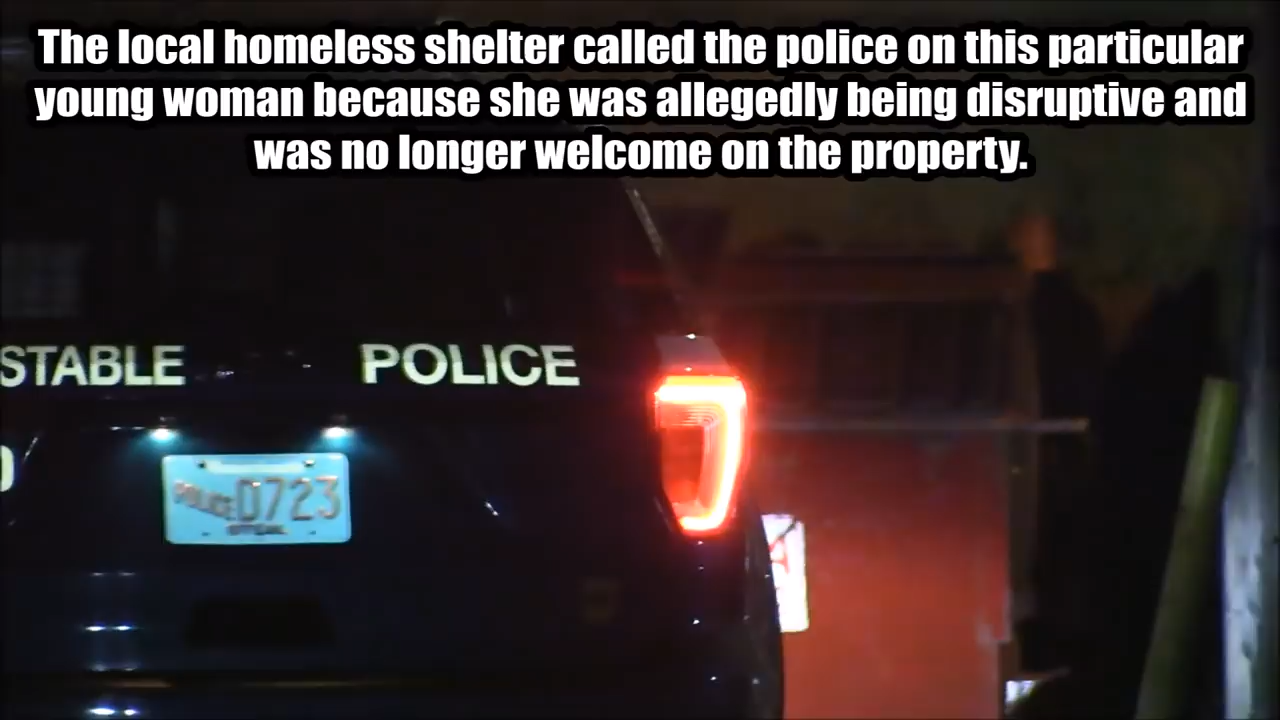 The local homeless shelter called the police on this particular
young woman because she was allegedly being disruptive and
was no longer welcome on the property.
STABLE POLICE
POLICE 0723